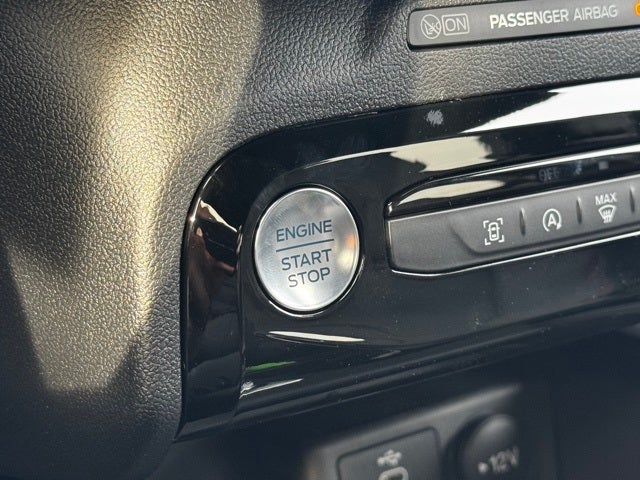 ON PASSENGER AIRBAG
ENGINE
START
STOP
A
MAX
12V